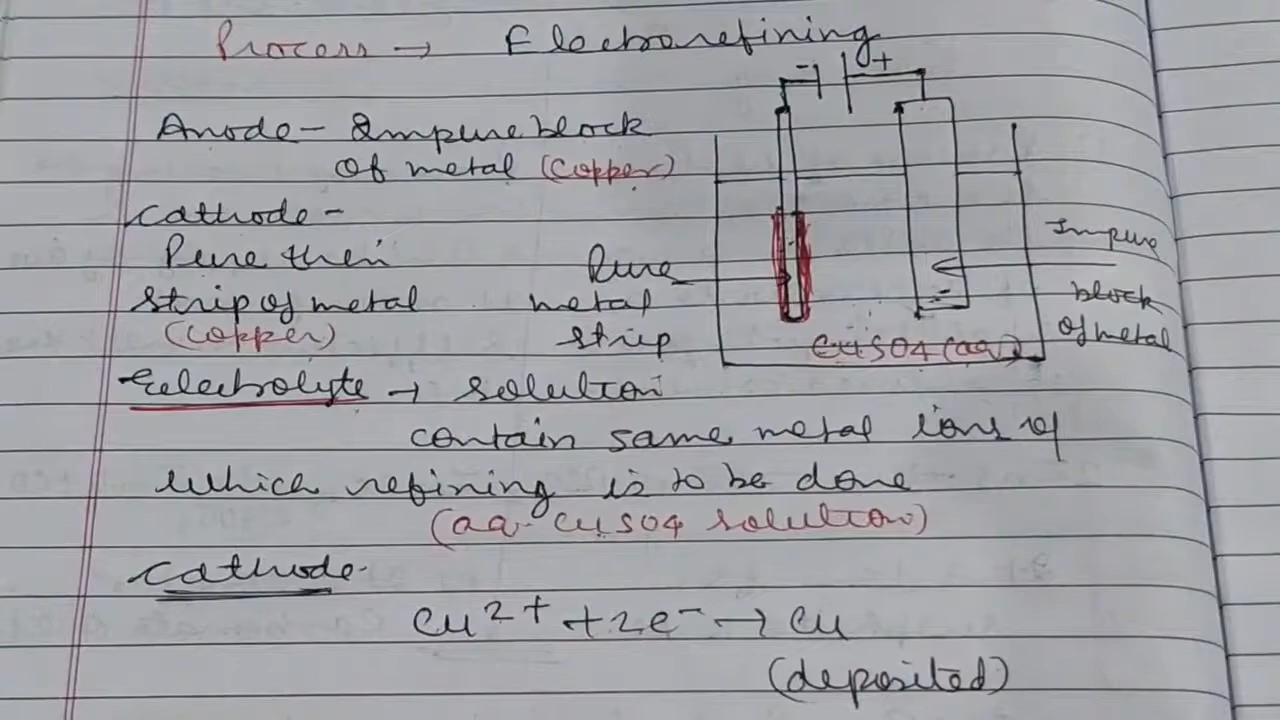 Process → Electrorefining
- +
Anode - Impure block
of metal (copper)
cathode -
Pure thin
strip of metal
(copper)
Pure
metal
strip
Impure
block
of metal
CuSO4 (aq)
Electrolyte → solution
contain same metal ions of
which refining is to be done
(aq. CuSO4 solution)
cathode.
Cu2+ + 2e- → Cu
(deposited)